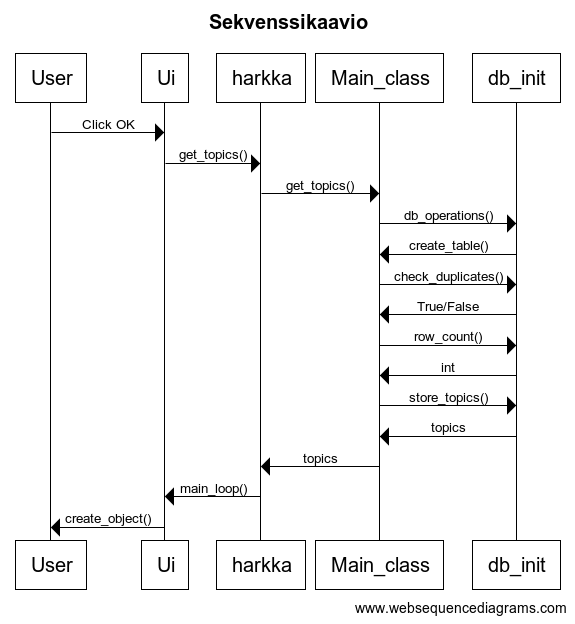 Sekvenssikaavio
User Ui harkka Main_class db_init
Click OK
get_topics()
get_topics()
db_operations()
create_table()
check_duplicates()
True/False
row_count()
int
store_topics()
topics
topics
main_loop()
create_object()
User Ui harkka Main_class db_init
www.websequencediagrams.com